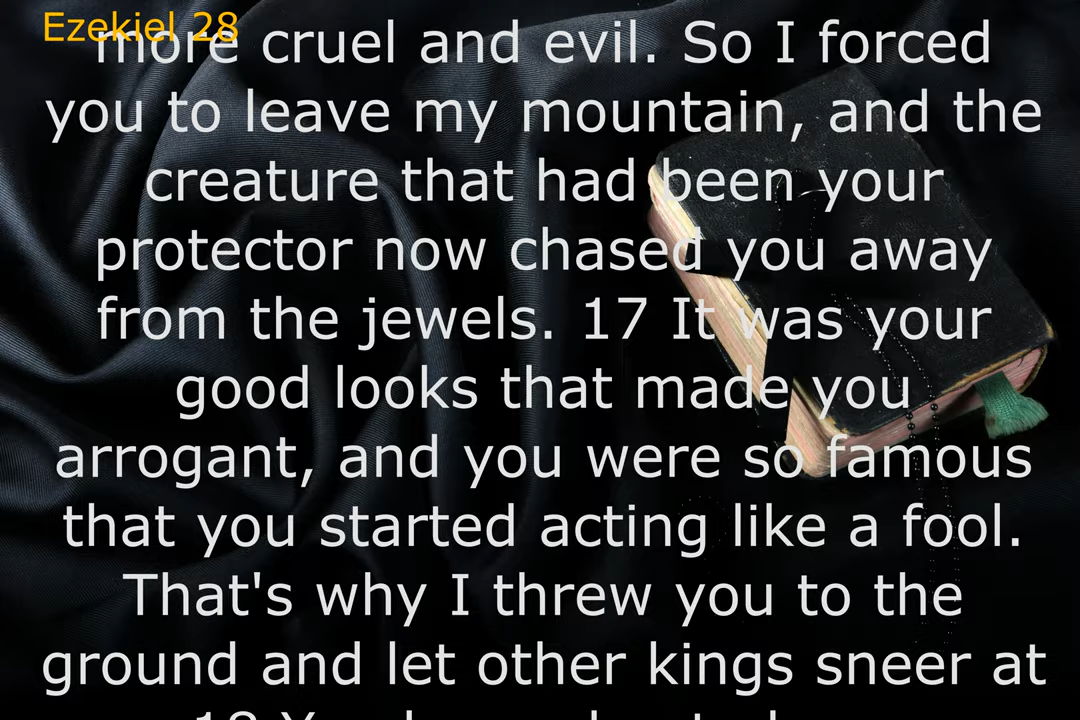 Ezekiel 28
more cruel and evil. So I forced
you to leave my mountain, and the
creature that had been your
protector now chased you away
from the jewels. 17 It was your
good looks that made you
arrogant, and you were so famous
that you started acting like a fool.
That's why I threw you to the
ground and let other kings sneer at
18 You